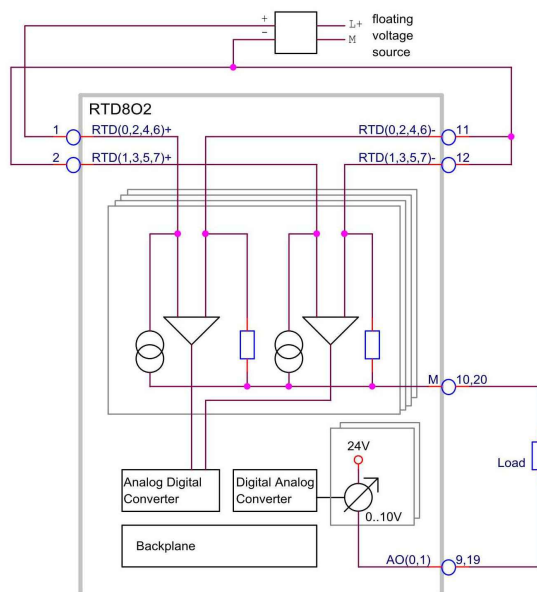 +
−
L+
M
floating
voltage
source
RTD8O2
1
RTD(0,2,4,6)+
RTD(0,2,4,6)-
11
2
RTD(1,3,5,7)+
RTD(1,3,5,7)-
12
M
10,20
24V
Load
Analog Digital
Converter
Digital Analog
Converter
0..10V
Backplane
AO(0,1)
9,19